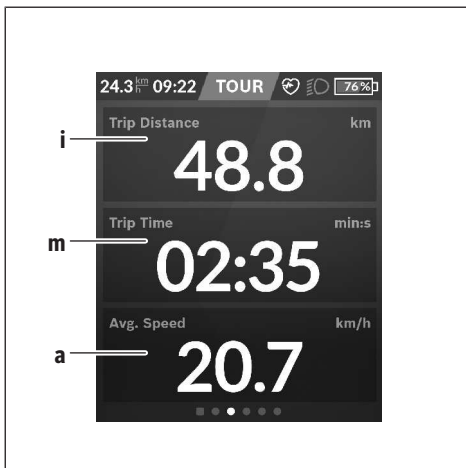 24.3 km/h 09:22 TOUR 76%
Trip Distance km
i
48.8
Trip Time min:s
m
02:35
Avg. Speed km/h
a
20.7